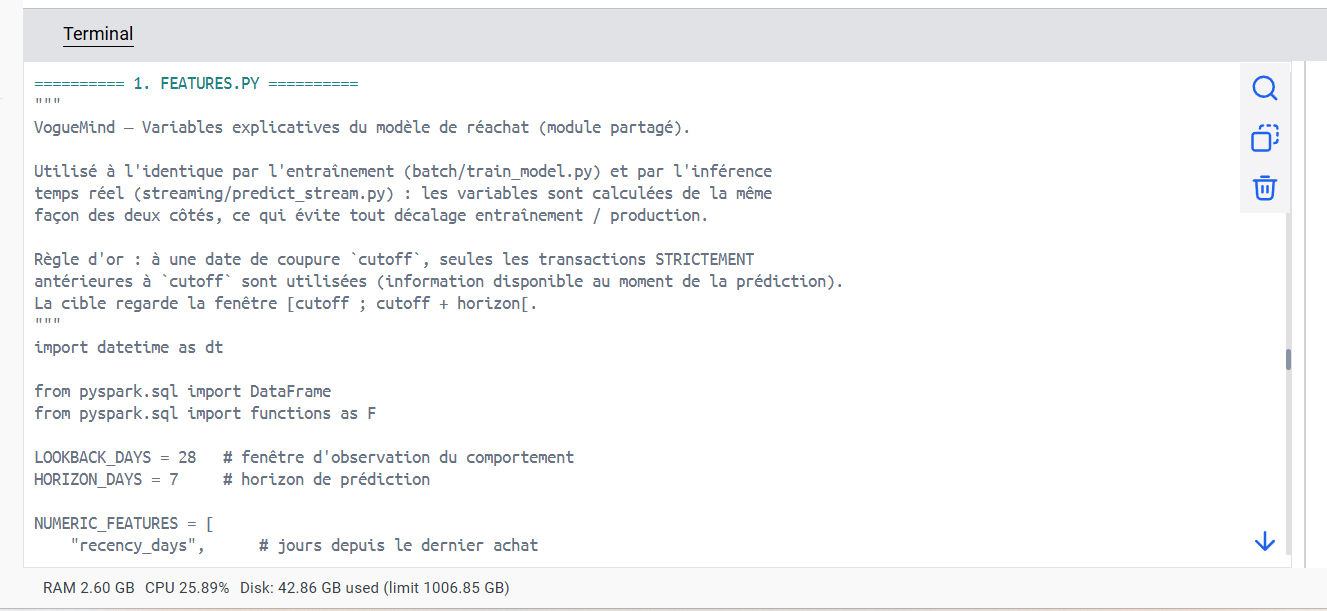 Terminal
========== 1. FEATURES.PY ==========
"""
VogueMind — Variables explicatives du modèle de réachat (module partagé).
Utilisé à l'identique par l'entraînement (batch/train_model.py) et par l'inférence
temps réel (streaming/predict_stream.py) : les variables sont calculées de la même
façon des deux côtés, ce qui évite tout décalage entraînement / production.
Règle d'or : à une date de coupure `cutoff`, seules les transactions STRICTEMENT
antérieures à `cutoff` sont utilisées (information disponible au moment de la prédiction).
La cible regarde la fenêtre [cutoff ; cutoff + horizon[.
"""
import datetime as dt
from pyspark.sql import DataFrame
from pyspark.sql import functions as F
LOOKBACK_DAYS = 28   # fenêtre d'observation du comportement
HORIZON_DAYS = 7     # horizon de prédiction
NUMERIC_FEATURES = [
    "recency_days",      # jours depuis le dernier achat
RAM 2.60 GB CPU 25.89% Disk: 42.86 GB used (limit 1006.85 GB)